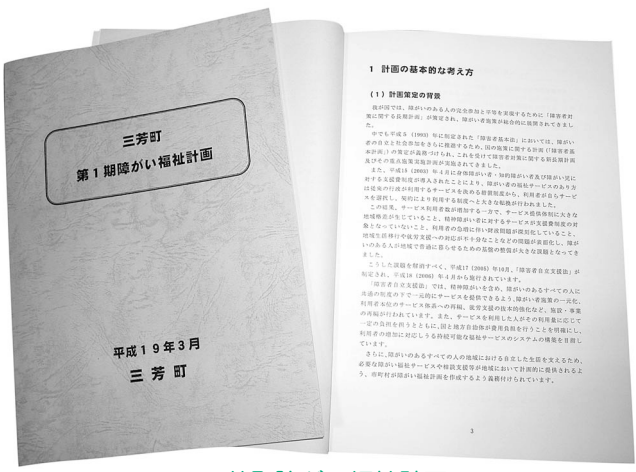 三芳町
第1期障がい福祉計画
平成19年3月
三芳町
1 計画の基本的な考え方
(1)計画策定の背景
我が国では、障がいのある人の完全参加と平等を実現するために「障害者対
策に関する長期計画」が策定され、障がい者施策が総合的に展開されてきまし
た。
中でも平成5(1993)年に制定された「障害者基本法」においては、障がい
者の自立と社会参加をさらに推進するため、国の施策に関する計画(「障害者基
本計画」)の策定が義務づけられ、これを受けて障害者対策に関する新長期計画
及びその重点施策実施計画が実施されてきました。
また、平成15(2003)年4月に身体障がい者・知的障がい者及び障がい児に
対する支援費制度が導入されたことにより、障がい者の福祉サービスのあり方
は従来の行政が利用するサービスを決める措置制度から、利用者が自らサービ
スを選択し、契約により利用する制度へと大きな転換が行われました。
この結果、サービス利用者数が増加する一方で、サービス提供体制に大きな
地域格差が生じていること、精神障がい者に対するサービスが支援費制度の対
象となっていないこと、利用者の急増に伴い財政問題が深刻化していること、
地域生活移行や就労支援への対応が不十分なことなどの問題が表面化し、障が
いのある人が地域で普通に暮らせるための基盤の整備が大きな課題となってき
ました。
こうした課題を解消すべく、平成17(2005)年10月、「障害者自立支援法」が
制定され、平成18(2006)年4月から施行されています。
「障害者自立支援法」では、精神障がいを含め、障がいのあるすべての人に
共通の制度の下で一元的にサービスを提供できるよう、障がい者施策の一元化、
利用者本位のサービス体系への再編、就労支援の抜本的強化など、施設・事業
の再編が行われています。また、サービスを利用した人がその利用量に応じて
一定の負担を担うとともに、国と地方自治体が費用負担を行うことを明確にし、
利用者の増加に対応しうる持続可能な福祉サービスのシステムの構築を目指し
ています。
さらに、障がいのあるすべての人の地域における自立した生活を支えるため、
必要な障がい福祉サービスや相談支援等が地域において計画的に提供されるよ
う、市町村が障がい福祉計画を作成するよう義務付けられています。
3